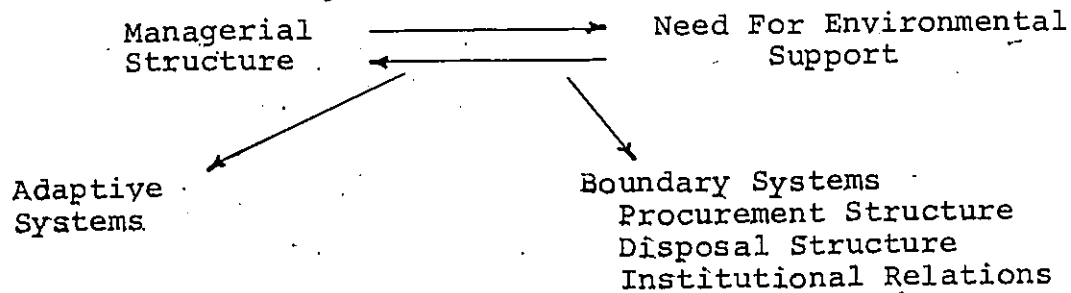 Managerial
Structure
Need For Environmental
Support
Adaptive
Systems
Boundary Systems
Procurement Structure
Disposal Structure
Institutional Relations